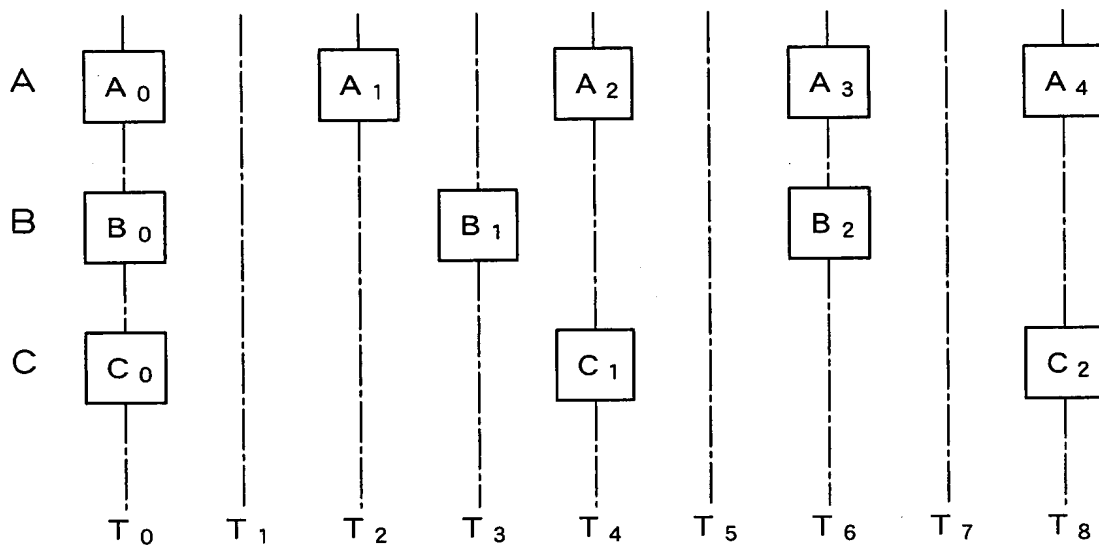 A A₀ A₁ A₂ A₃ A₄
B B₀ B₁ B₂
C C₀ C₁ C₂
T₀ T₁ T₂ T₃ T₄ T₅ T₆ T₇ T₈